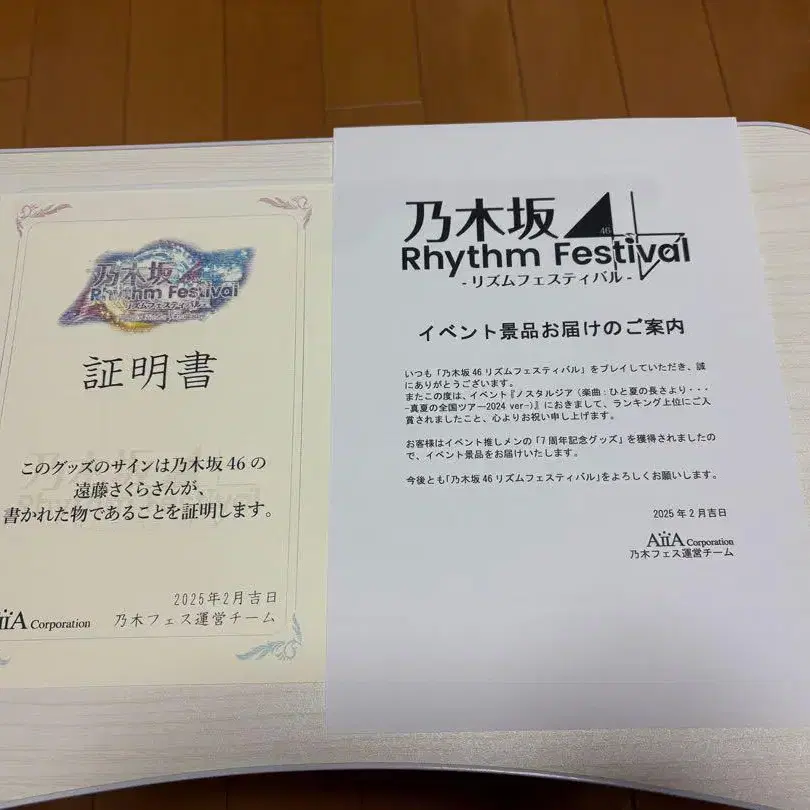 乃木坂
Rhythm Festival
- リズムフェスティバル -
証明書
このグッズのサインは乃木坂46の
遠藤さくらさんが、
書かれた物であることを証明します。
2025年2月吉日
AiiA Corporation 乃木フェス運営チーム
乃木坂46
Rhythm Festival
- リズムフェスティバル -
イベント景品お届けのご案内
いつも「乃木坂46リズムフェスティバル」をプレイしていただき、誠
にありがとうございます。
またこの度は、イベント『ノスタルジア（楽曲：ひと夏の長さより・・・
-真夏の全国ツアー2024 ver-）』におきまして、ランキング上位にご入
賞されましたこと、心よりお祝い申し上げます。
お客様はイベント推しメンの「7周年記念グッズ」を獲得されましたの
で、イベント景品をお届けいたします。
今後とも「乃木坂46リズムフェスティバル」をよろしくお願いします。
2025年2月吉日
AiiA Corporation
乃木フェス運営チーム